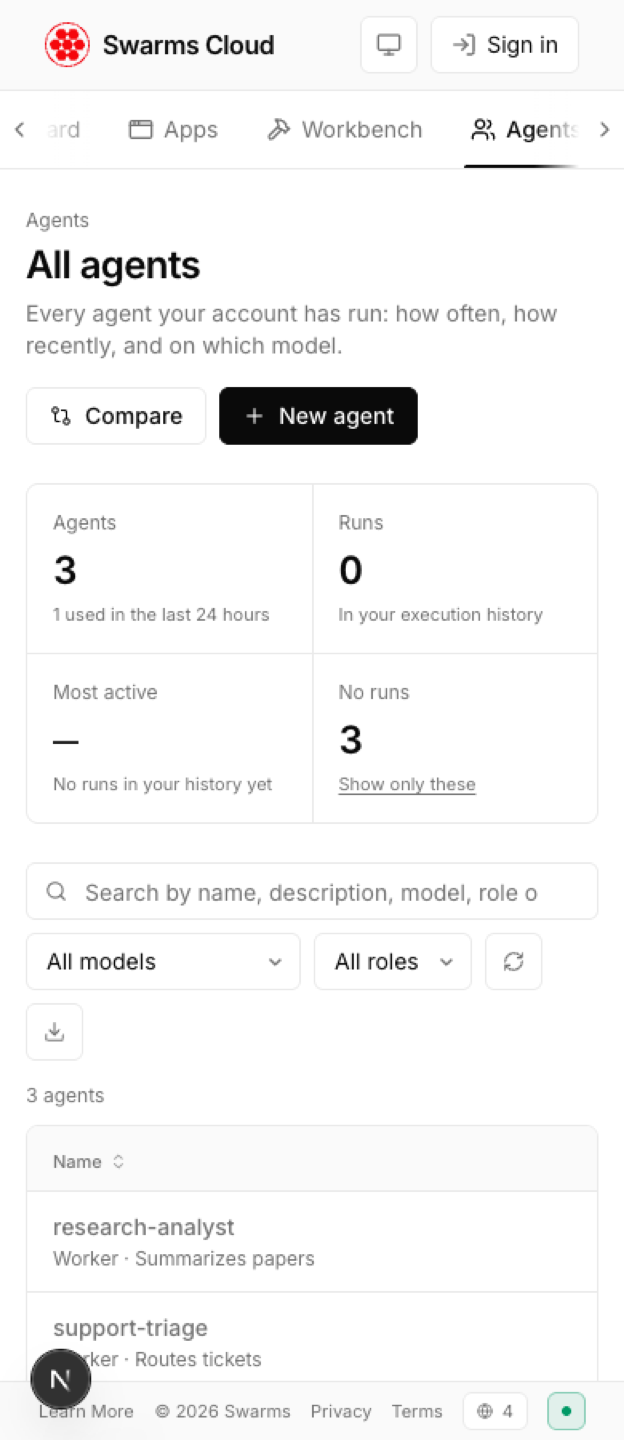 Swarms Cloud
Sign in
ard
Apps
Workbench
Agents
Agents
All agents
Every agent your account has run: how often, how
recently, and on which model.
Compare
New agent
Agents
Runs
3
0
1 used in the last 24 hours
In your execution history
Most active
No runs
—
3
No runs in your history yet
Show only these
Search by name, description, model, role o
All models
All roles
3 agents
Name
research-analyst
Worker · Summarizes papers
support-triage
rker · Routes tickets
N
Learn More
© 2026 Swarms
Privacy
Terms
4